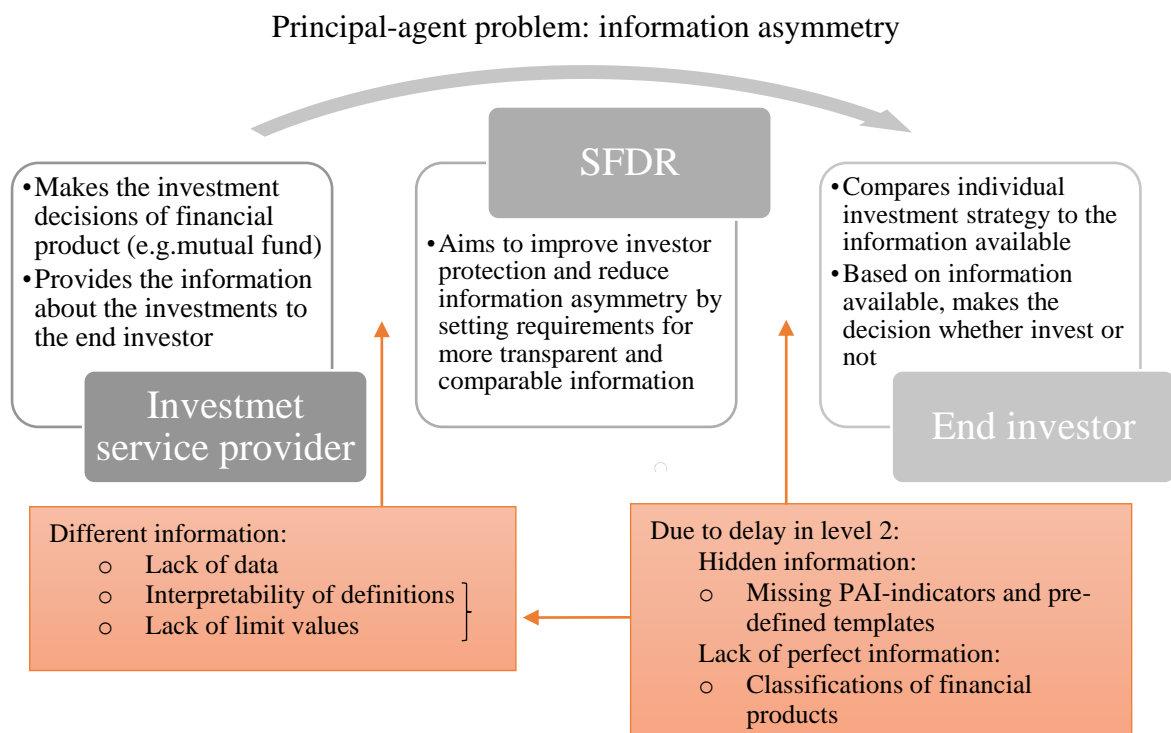 Principal-agent problem: information asymmetry
•Makes the investment
decisions of financial
product (e.g.mutual fund)
•Provides the information
about the investments to
the end investor
Investmet
service provider
SFDR
•Aims to improve investor
protection and reduce
information asymmetry by
setting requirements for
more transparent and
comparable information
•Compares individual
investment strategy to the
information available
•Based on information
available, makes the
decision whether invest or
not
End investor
Different information:
o Lack of data
o Interpretability of definitions
o Lack of limit values
Due to delay in level 2:
Hidden information:
o Missing PAI-indicators and pre-
defined templates
Lack of perfect information:
o Classifications of financial
products